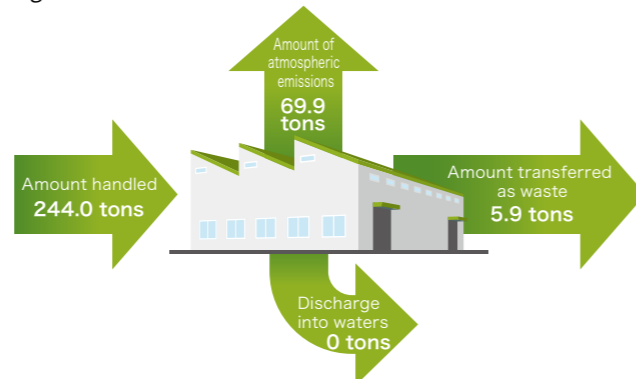 Amount of
atmospheric
emissions
69.9
tons
Amount handled
244.0 tons
Amount transferred
as waste
5.9 tons
Discharge
into waters
0 tons